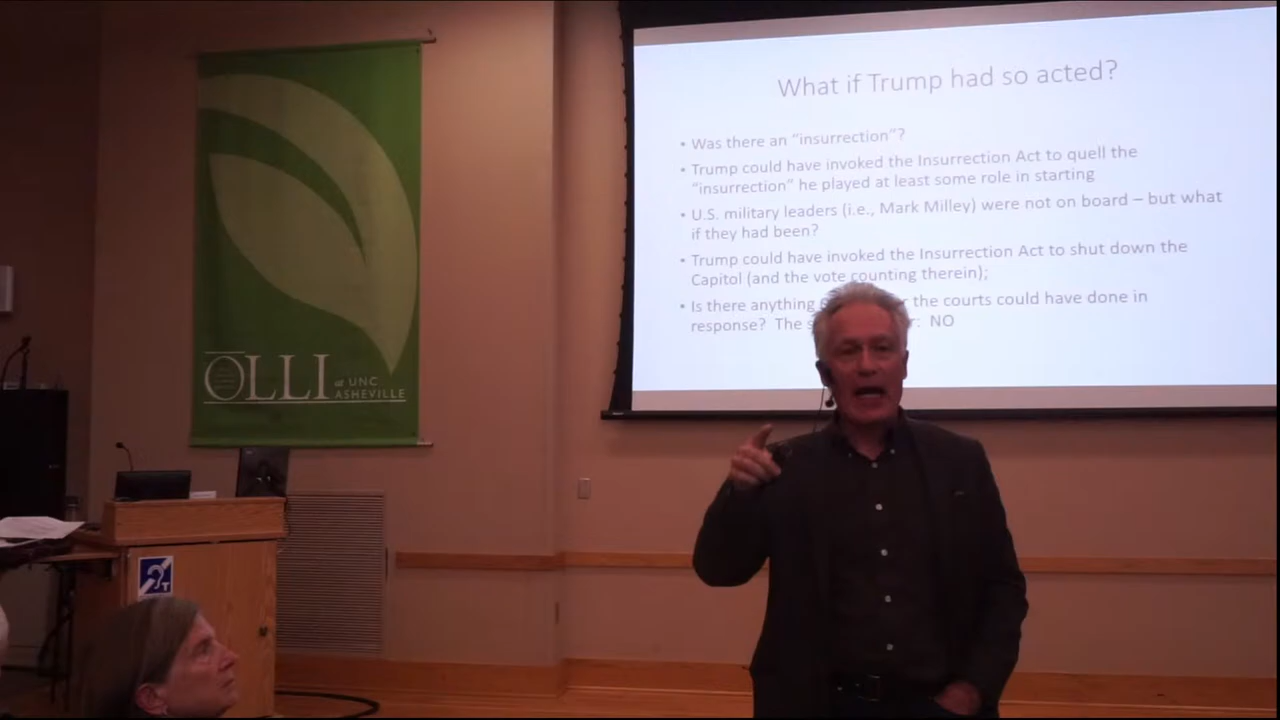 What if Trump had so acted?
• Was there an “insurrection”?
• Trump could have invoked the Insurrection Act to quell the
“insurrection” he played at least some role in starting
• U.S. military leaders (i.e., Mark Milley) were not on board – but what
if they had been?
• Trump could have invoked the Insurrection Act to shut down the
Capitol (and the vote counting therein);
• Is there anything the courts could have done in
response? The NO
OLLI at UNC
ASHEVILLE
T